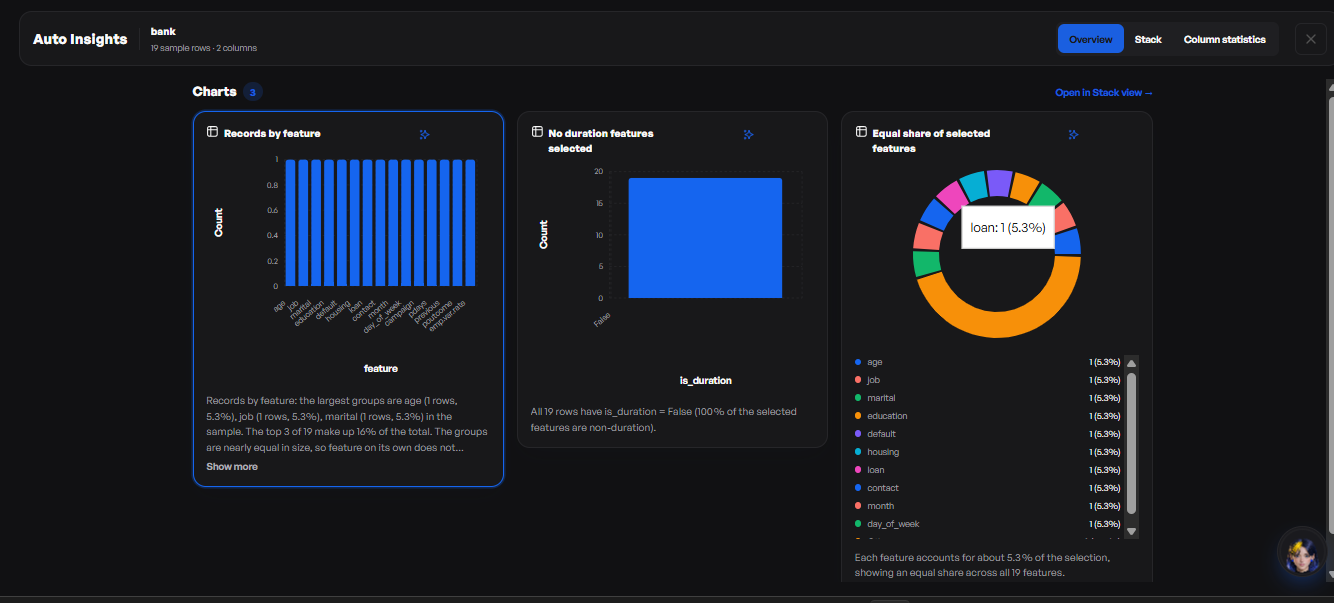 Auto Insights
bank
19 sample rows · 2 columns
Overview
Stack
Column statistics
Charts 3
Open in Stack view →
Records by feature
1
0.8
0.6
0.4
0.2
0
Count
age
job
marital
education
default
housing
loan
contact
month
day_of_week
campaign
pdays
previous
poutcome
emp.var.rate
feature
Records by feature: the largest groups are age (1 rows,
5.3%), job (1 rows, 5.3%), marital (1 rows, 5.3%) in the
sample. The top 3 of 19 make up 16% of the total. The groups
are nearly equal in size, so feature on its own does not...
Show more
No duration features
selected
20
15
10
5
0
Count
False
is_duration
All 19 rows have is_duration = False (100% of the selected
features are non-duration).
Equal share of selected
features
loan: 1 (5.3%)
age 1 (5.3%)
job 1 (5.3%)
marital 1 (5.3%)
education 1 (5.3%)
default 1 (5.3%)
housing 1 (5.3%)
loan 1 (5.3%)
contact 1 (5.3%)
month 1 (5.3%)
day_of_week 1 (5.3%)
Each feature accounts for about 5.3% of the selection,
showing an equal share across all 19 features.